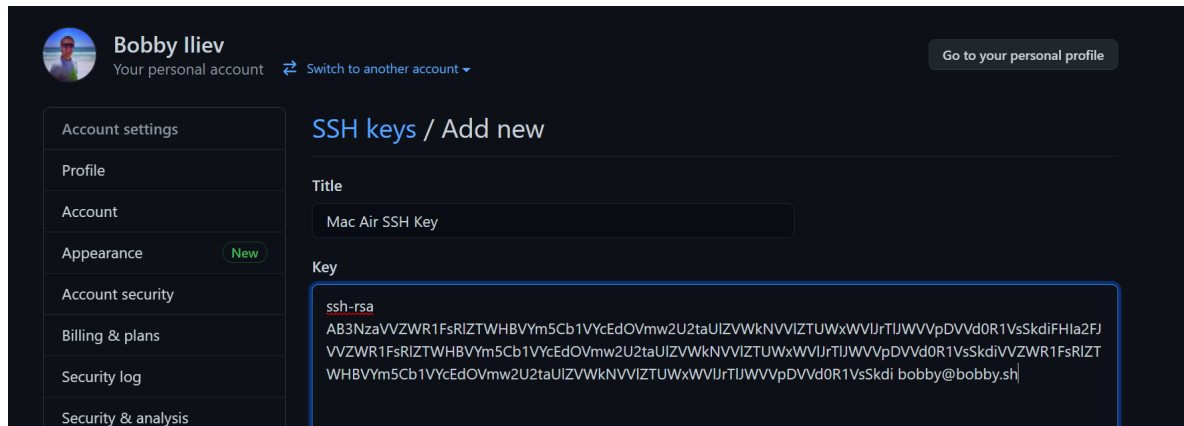 Bobby Iliev
Your personal account
Switch to another account
Go to your personal profile
Account settings
Profile
Account
Appearance New
Account security
Billing & plans
Security log
Security & analysis
SSH keys / Add new
Title
Mac Air SSH Key
Key
ssh-rsa
AB3NzaVVZWR1FsRlZTWHBVYm5Cb1VYcEdOVmw2U2taUlZVWkNVVlZTUWxWVlJrTlJWVVpDVVd0R1VsSkdiFHIa2FJ
VVZWR1FsRlZTWHBVYm5Cb1VYcEdOVmw2U2taUlZVWkNVVlZTUWxWVlJrTlJWVVpDVVd0R1VsSkdiVVZWR1FsRlZT
WHBVYm5Cb1VYcEdOVmw2U2taUlZVWkNVVlZTUWxWVlJrTlJWVVpDVVd0R1VsSkdi bobby@bobby.sh